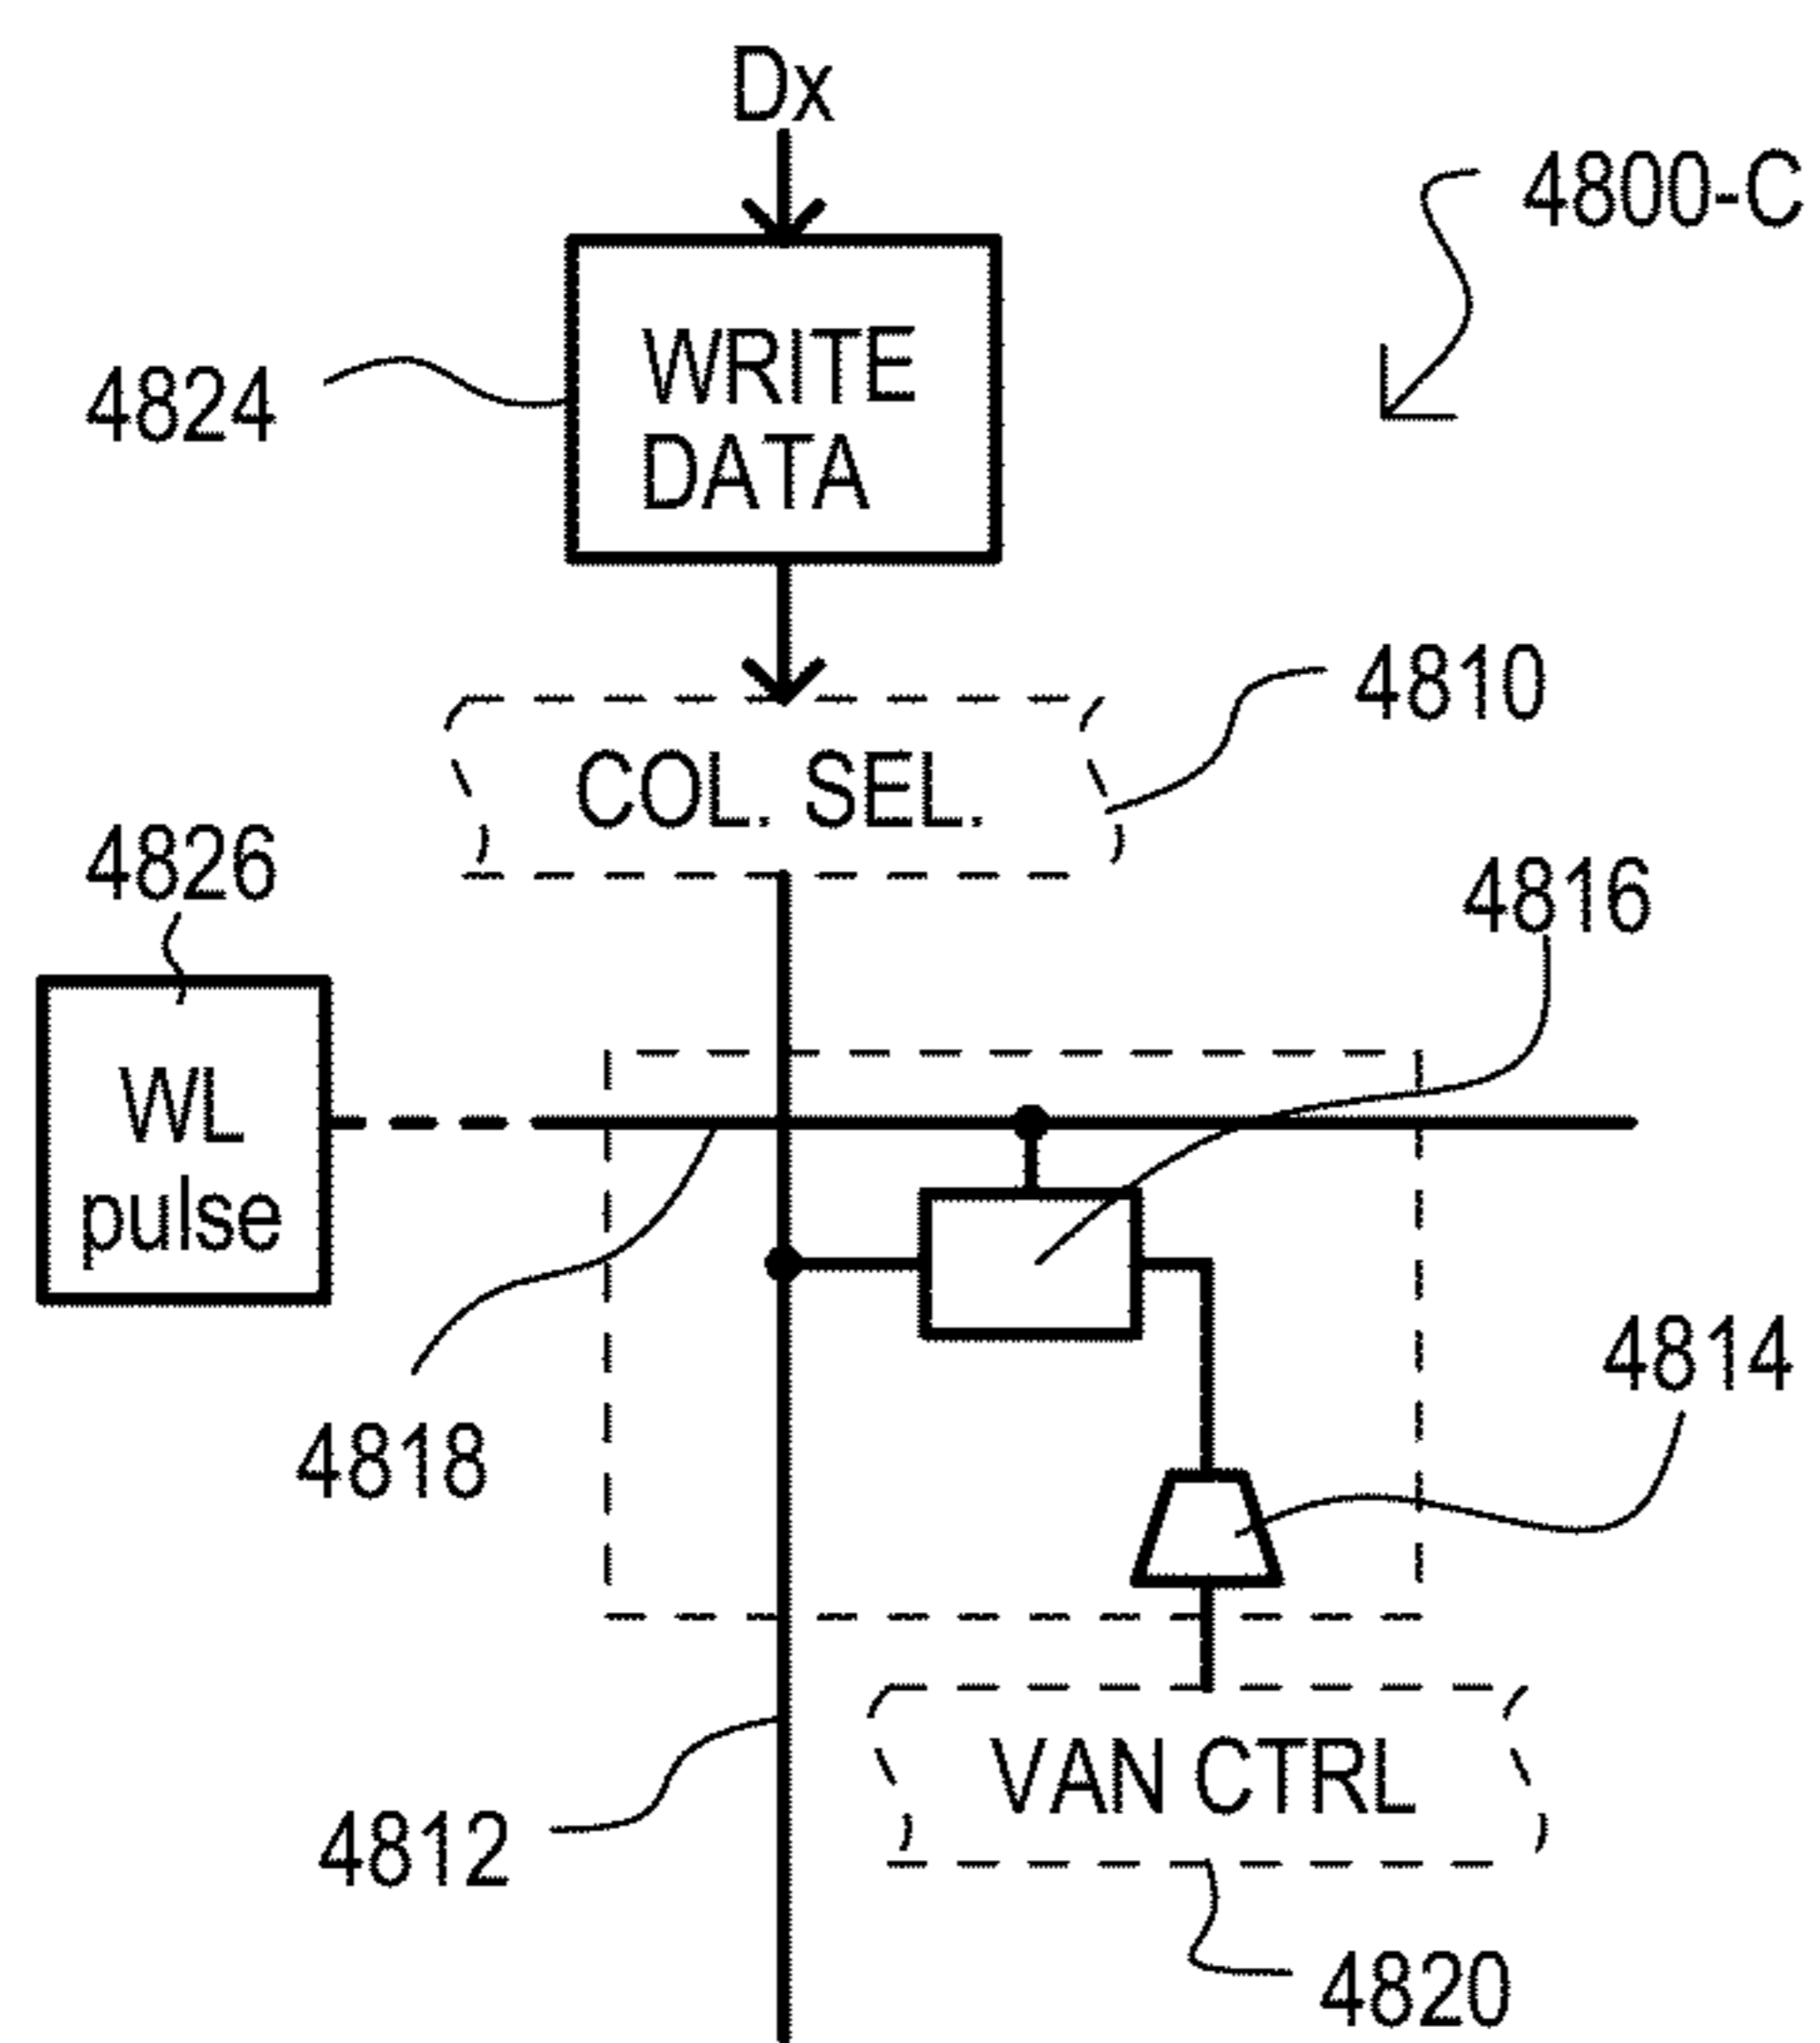 Dx
4800-C
4824
WRITE
DATA
4810
COL. SEL.
4826
4816
WL
pulse
4818
4814
VAN CTRL
4812
4820